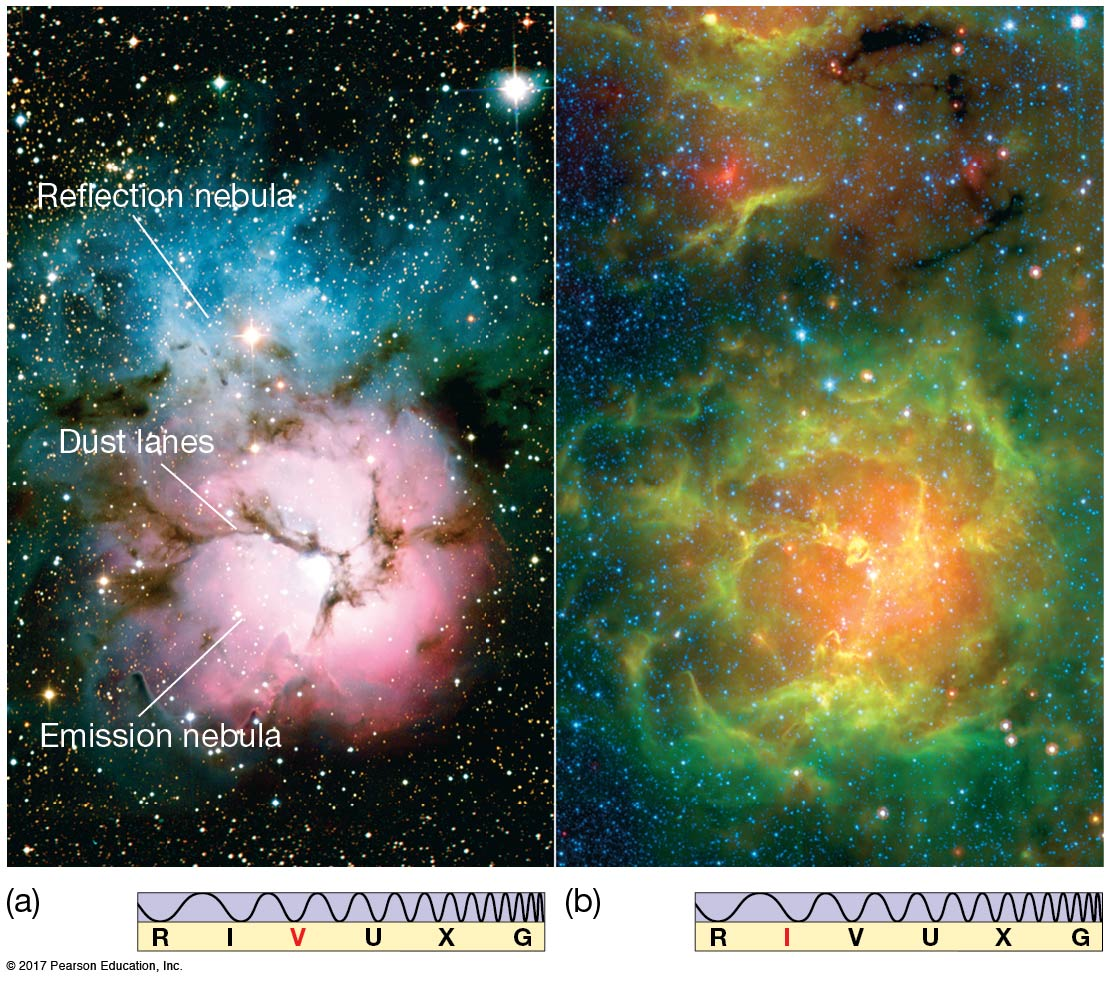 Reflection nebula
Dust lanes
Emission nebula
(a)
R I V U X G
(b)
R I V U X G
© 2017 Pearson Education, Inc.